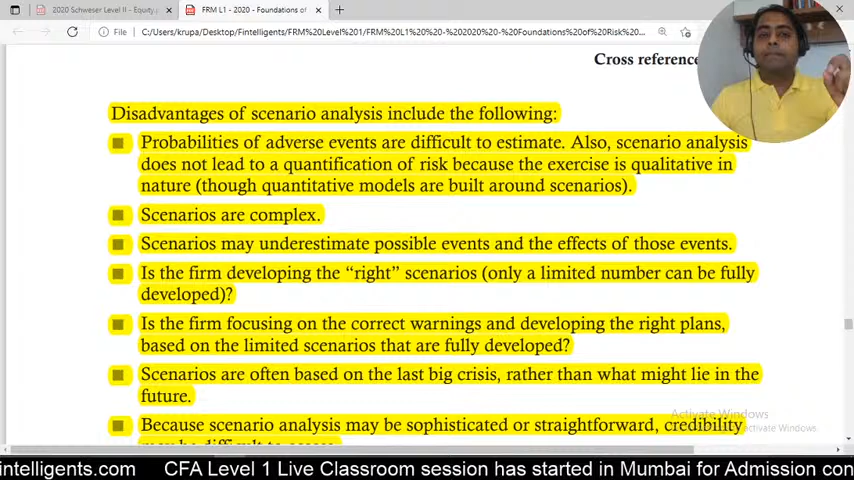 2020 Schweser Level II - Equity.p
FRM L1 - 2020 - Foundations of
File
C:/Users/krupa/Desktop/Fintelligents/FRM%20Level%201/FRM%20L1%20%20-%202020%20-%20Foundations%20of%20Risk%20...
Cross reference
Disadvantages of scenario analysis include the following:
Probabilities of adverse events are difficult to estimate. Also, scenario analysis
does not lead to a quantification of risk because the exercise is qualitative in
nature (though quantitative models are built around scenarios).
Scenarios are complex.
Scenarios may underestimate possible events and the effects of those events.
Is the firm developing the “right” scenarios (only a limited number can be fully
developed)?
Is the firm focusing on the correct warnings and developing the right plans,
based on the limited scenarios that are fully developed?
Scenarios are often based on the last big crisis, rather than what might lie in the
future.
Activate Windows
Because scenario analysis may be sophisticated or straightforward, credibility
activate Windows.
may be difficult to assess.
intelligents.com CFA Level 1 Live Classroom session has started in Mumbai for Admission con